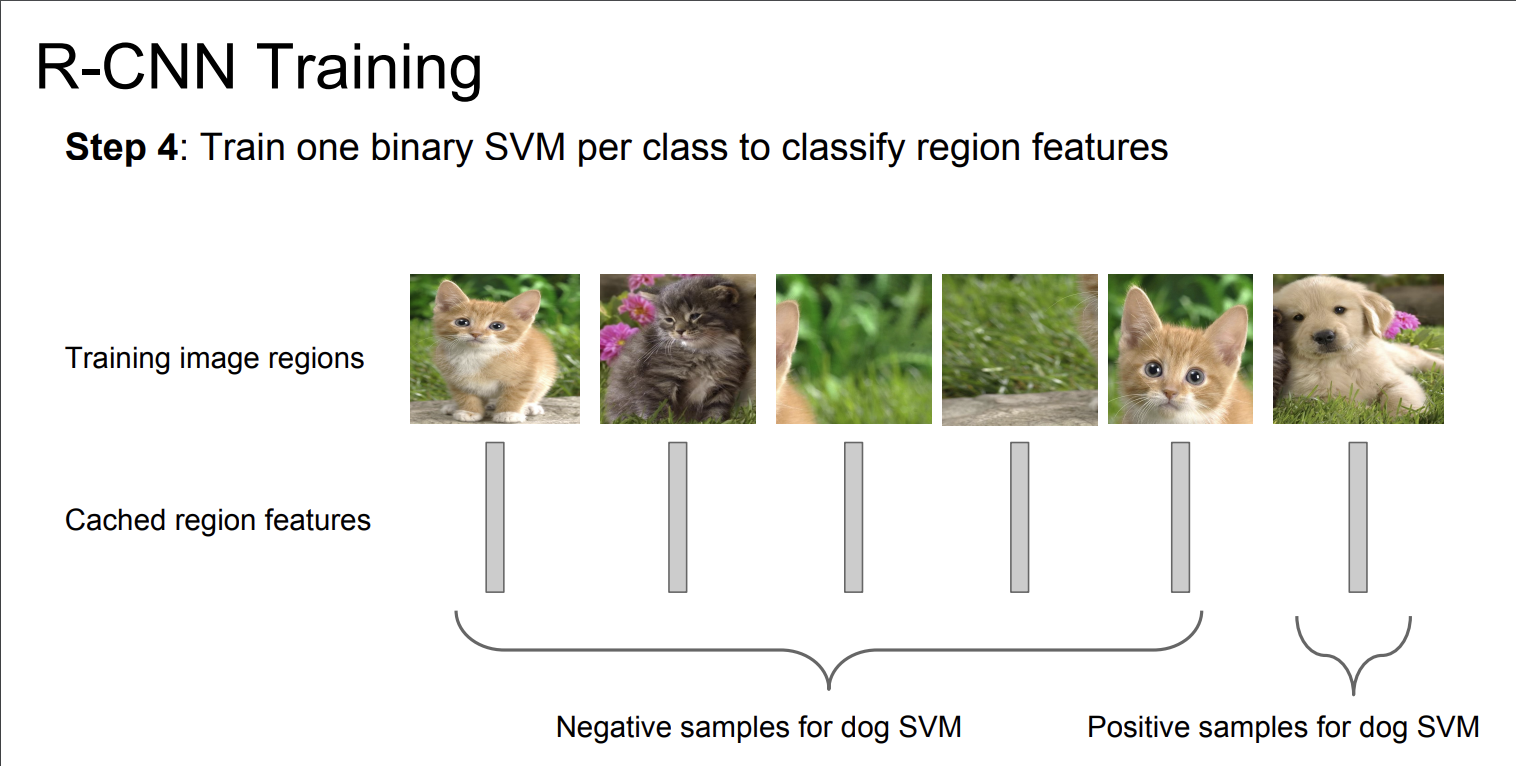 R-CNN Training
Step 4: Train one binary SVM per class to classify region features
Training image regions
Cached region features
Negative samples for dog SVM
Positive samples for dog SVM